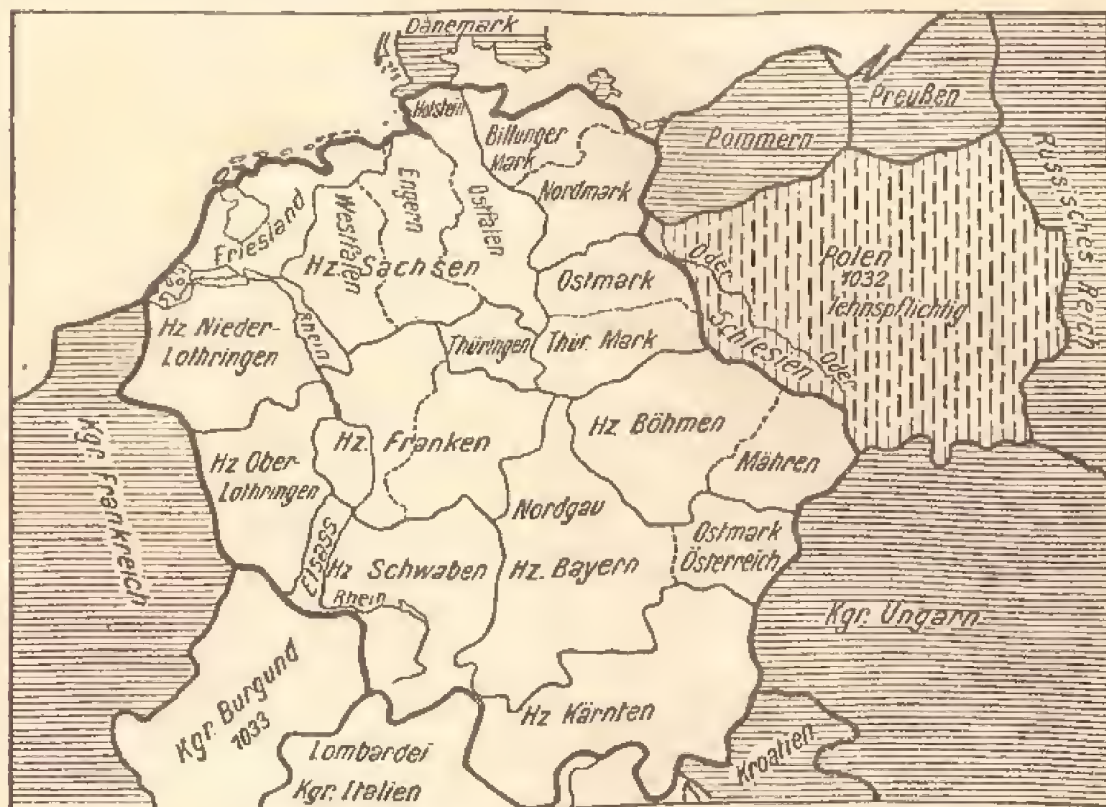 Dänemark
Holstein
Billunger
Mark
Pommern
Preußen
Russisches Reich
Nordmark
Engern
Ostfalen
Westfalen
Friesland
Hz. Sachsen
Ostmark
Polen
1032
lehnspflichtig
Oder
Schlesien
Oder
Hz Nieder-
Lothringen
Rhein
Thüringen
Thür. Mark
Kgr. Frankreich
Hz. Franken
Hz Böhmen
Mähren
Hz Ober-
Lothringen
Nordgau
Ostmark
Österreich
Elsass
Hz Schwaben
Hz. Bayern
Rhein
Kgr. Ungarn
Kgr. Burgund
1033
Hz Kärnten
Lombardei
Kgr. Italien
Kroatien